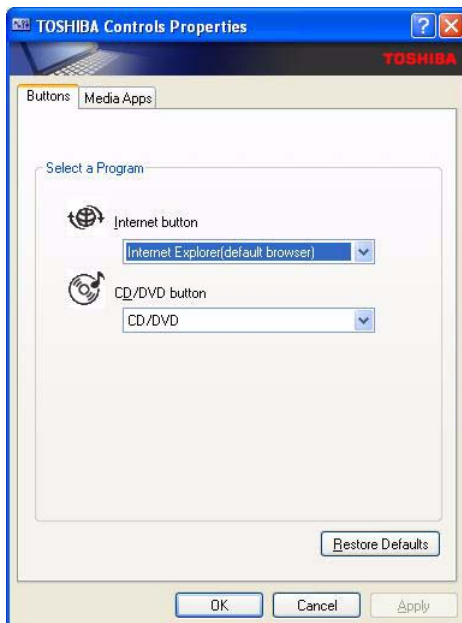 TOSHIBA Controls Properties
TOSHIBA
Buttons
Media Apps
Select a Program
Internet button
Internet Explorer(default browser)
CD/DVD button
CD/DVD
Restore Defaults
OK
Cancel
Apply